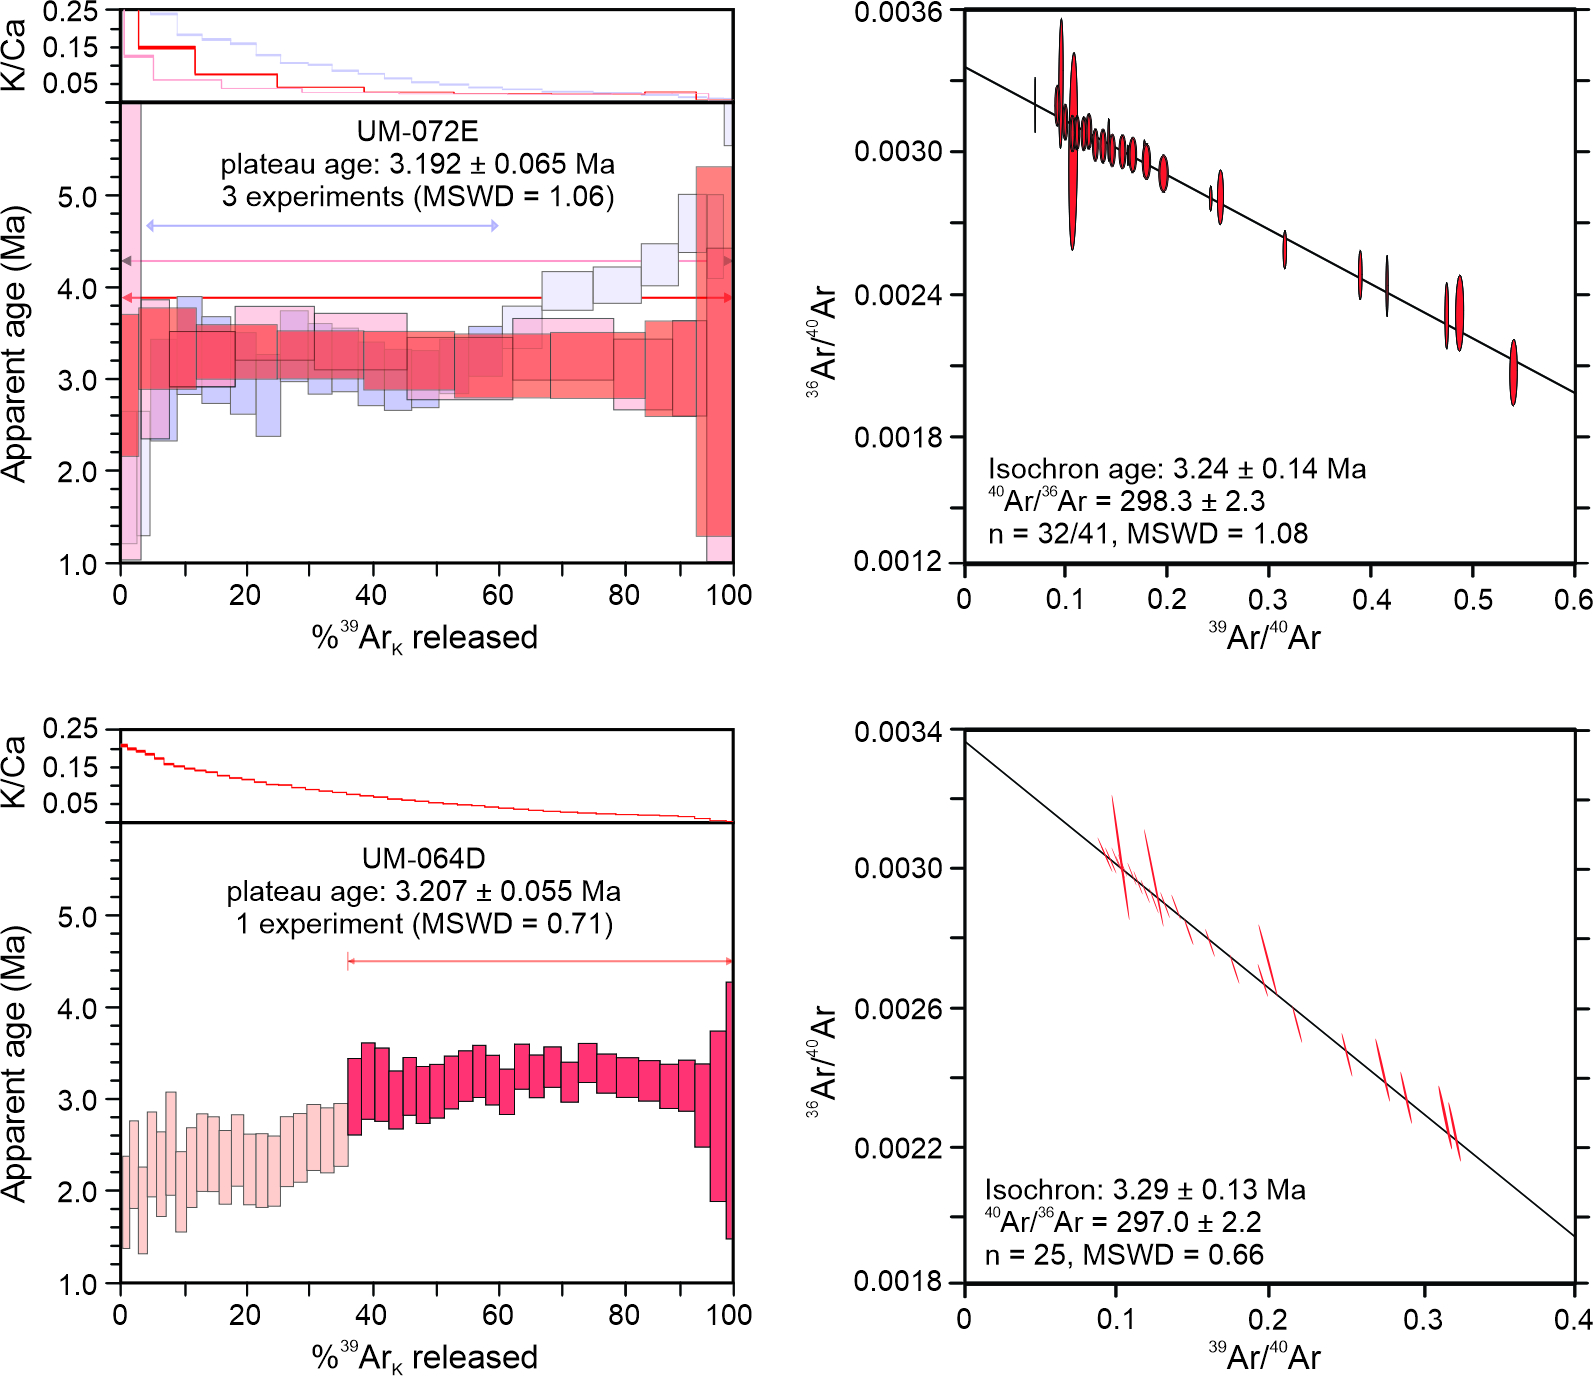 K/Ca
0.25
0.15
0.05
UM-072E
plateau age: 3.192 ± 0.065 Ma
3 experiments (MSWD = 1.06)
Apparent age (Ma)
5.0
4.0
3.0
2.0
1.0
0 20 40 60 80 100
%³⁹Ar_K released
0.0036
0.0030
0.0024
0.0018
0.0012
³⁶Ar/⁴⁰Ar
Isochron age: 3.24 ± 0.14 Ma
⁴⁰Ar/³⁶Ar = 298.3 ± 2.3
n = 32/41, MSWD = 1.08
0 0.1 0.2 0.3 0.4 0.5 0.6
³⁹Ar/⁴⁰Ar
K/Ca
0.25
0.15
0.05
UM-064D
plateau age: 3.207 ± 0.055 Ma
1 experiment (MSWD = 0.71)
Apparent age (Ma)
5.0
4.0
3.0
2.0
1.0
0 20 40 60 80 100
%³⁹Ar_K released
0.0034
0.0030
0.0026
0.0022
0.0018
³⁶Ar/⁴⁰Ar
Isochron: 3.29 ± 0.13 Ma
⁴⁰Ar/³⁶Ar = 297.0 ± 2.2
n = 25, MSWD = 0.66
0 0.1 0.2 0.3 0.4
³⁹Ar/⁴⁰Ar